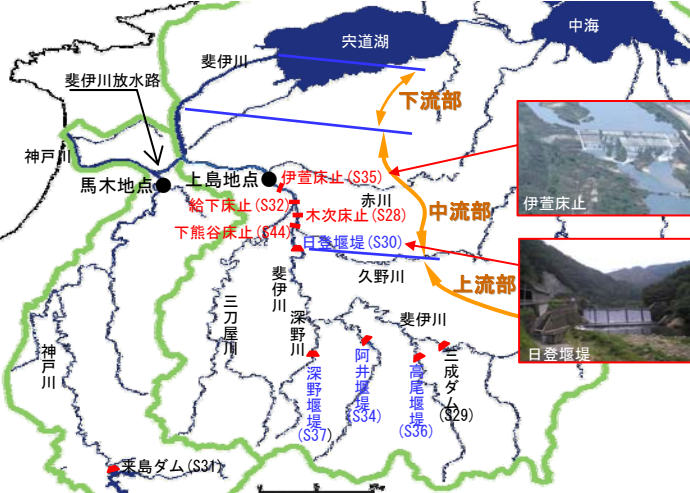 宍道湖
中海
斐伊川
斐伊川放水路
下流部
神戸川
馬木地点
上島地点
伊萱床止(S35)
赤川
伊萱床止
給下床止(S32)
木次床止(S28)
中流部
下熊谷床止(S44)
日登堰堤(S30)
久野川
上流部
斐伊川
深野川
三刀屋川
斐伊川
神戸川
日登堰堤
深野堰堤(S37)
阿井堰堤(S34)
高尾堰堤(S36)
三成ダム(S29)
来島ダム(S31)